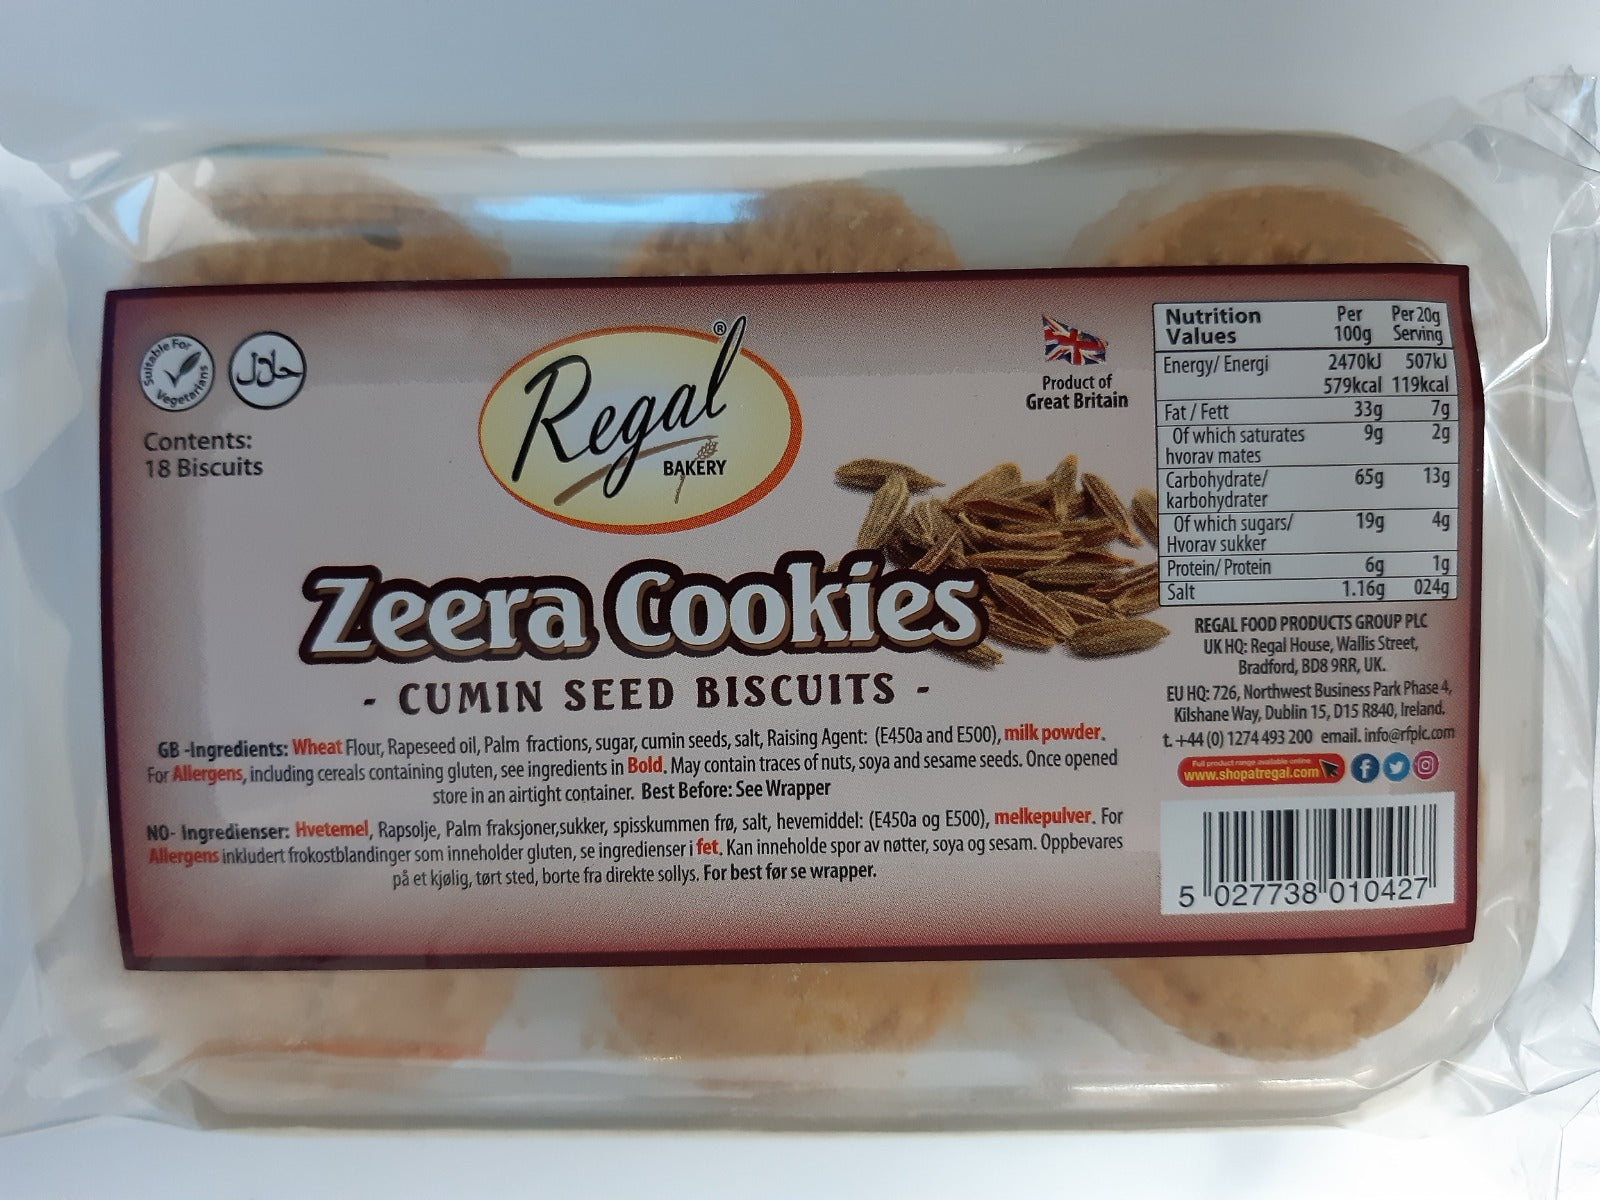 Suitable For
Vegetarians
حلال
Contents:
18 Biscuits
Regal®
BAKERY
Product of
Great Britain
Zeera Cookies
- CUMIN SEED BISCUITS -
GB -Ingredients: Wheat Flour, Rapeseed oil, Palm fractions, sugar, cumin seeds, salt, Raising Agent: (E450a and E500), milk powder.
For Allergens, including cereals containing gluten, see ingredients in Bold. May contain traces of nuts, soya and sesame seeds. Once opened
store in an airtight container. Best Before: See Wrapper
NO- Ingredienser: Hvetemel, Rapsolje, Palm fraksjoner,sukker, spisskummen frø, salt, hevemiddel: (E450a og E500), melkepulver. For
Allergens inkludert frokostblandinger som inneholder gluten, se ingredienser i fet. Kan inneholde spor av nøtter, soya og sesam. Oppbevares
på et kjølig, tørt sted, borte fra direkte sollys. For best før se wrapper.
Nutrition Values Per 100g Per 20g Serving
Energy/ Energi 2470kJ 507kJ
579kcal 119kcal
Fat / Fett 33g 7g
Of which saturates 9g 2g
hvorav mates
Carbohydrate/ 65g 13g
karbohydrater
Of which sugars/ 19g 4g
Hvorav sukker
Protein/ Protein 6g 1g
Salt 1.16g 024g
REGAL FOOD PRODUCTS GROUP PLC
UK HQ: Regal House, Wallis Street,
Bradford, BD8 9RR, UK.
EU HQ: 726, Northwest Business Park Phase 4,
Kilshane Way, Dublin 15, D15 R840, Ireland.
t. +44 (0) 1274 493 200 email. info@rfplc.com
Full product range available online
www.shopatregal.com
5 027738 010427